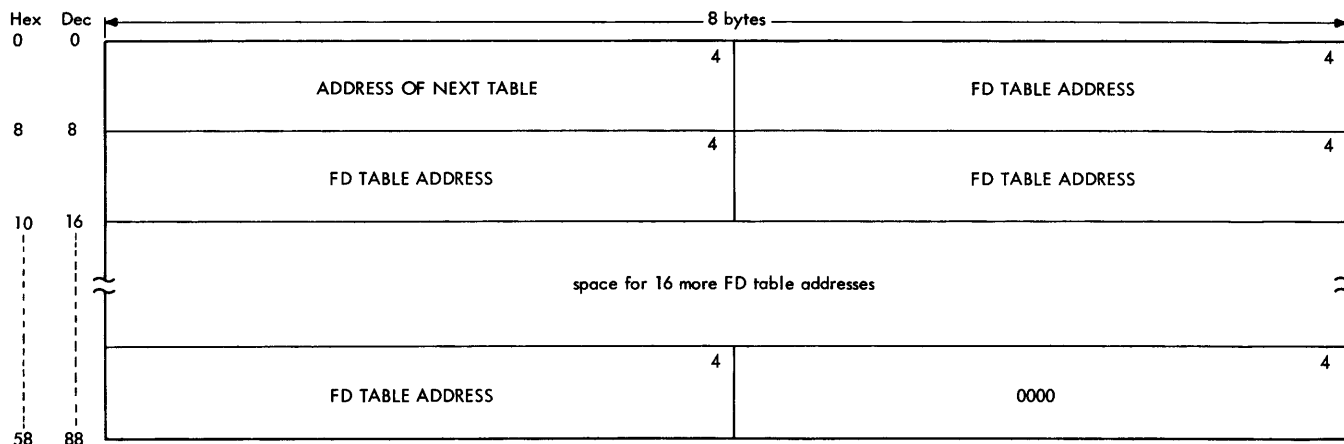 Hex Dec 8 bytes
0 0
4 4
ADDRESS OF NEXT TABLE FD TABLE ADDRESS
8 8
4 4
FD TABLE ADDRESS FD TABLE ADDRESS
10 16
space for 16 more FD table addresses
4 4
FD TABLE ADDRESS 0000
58 88